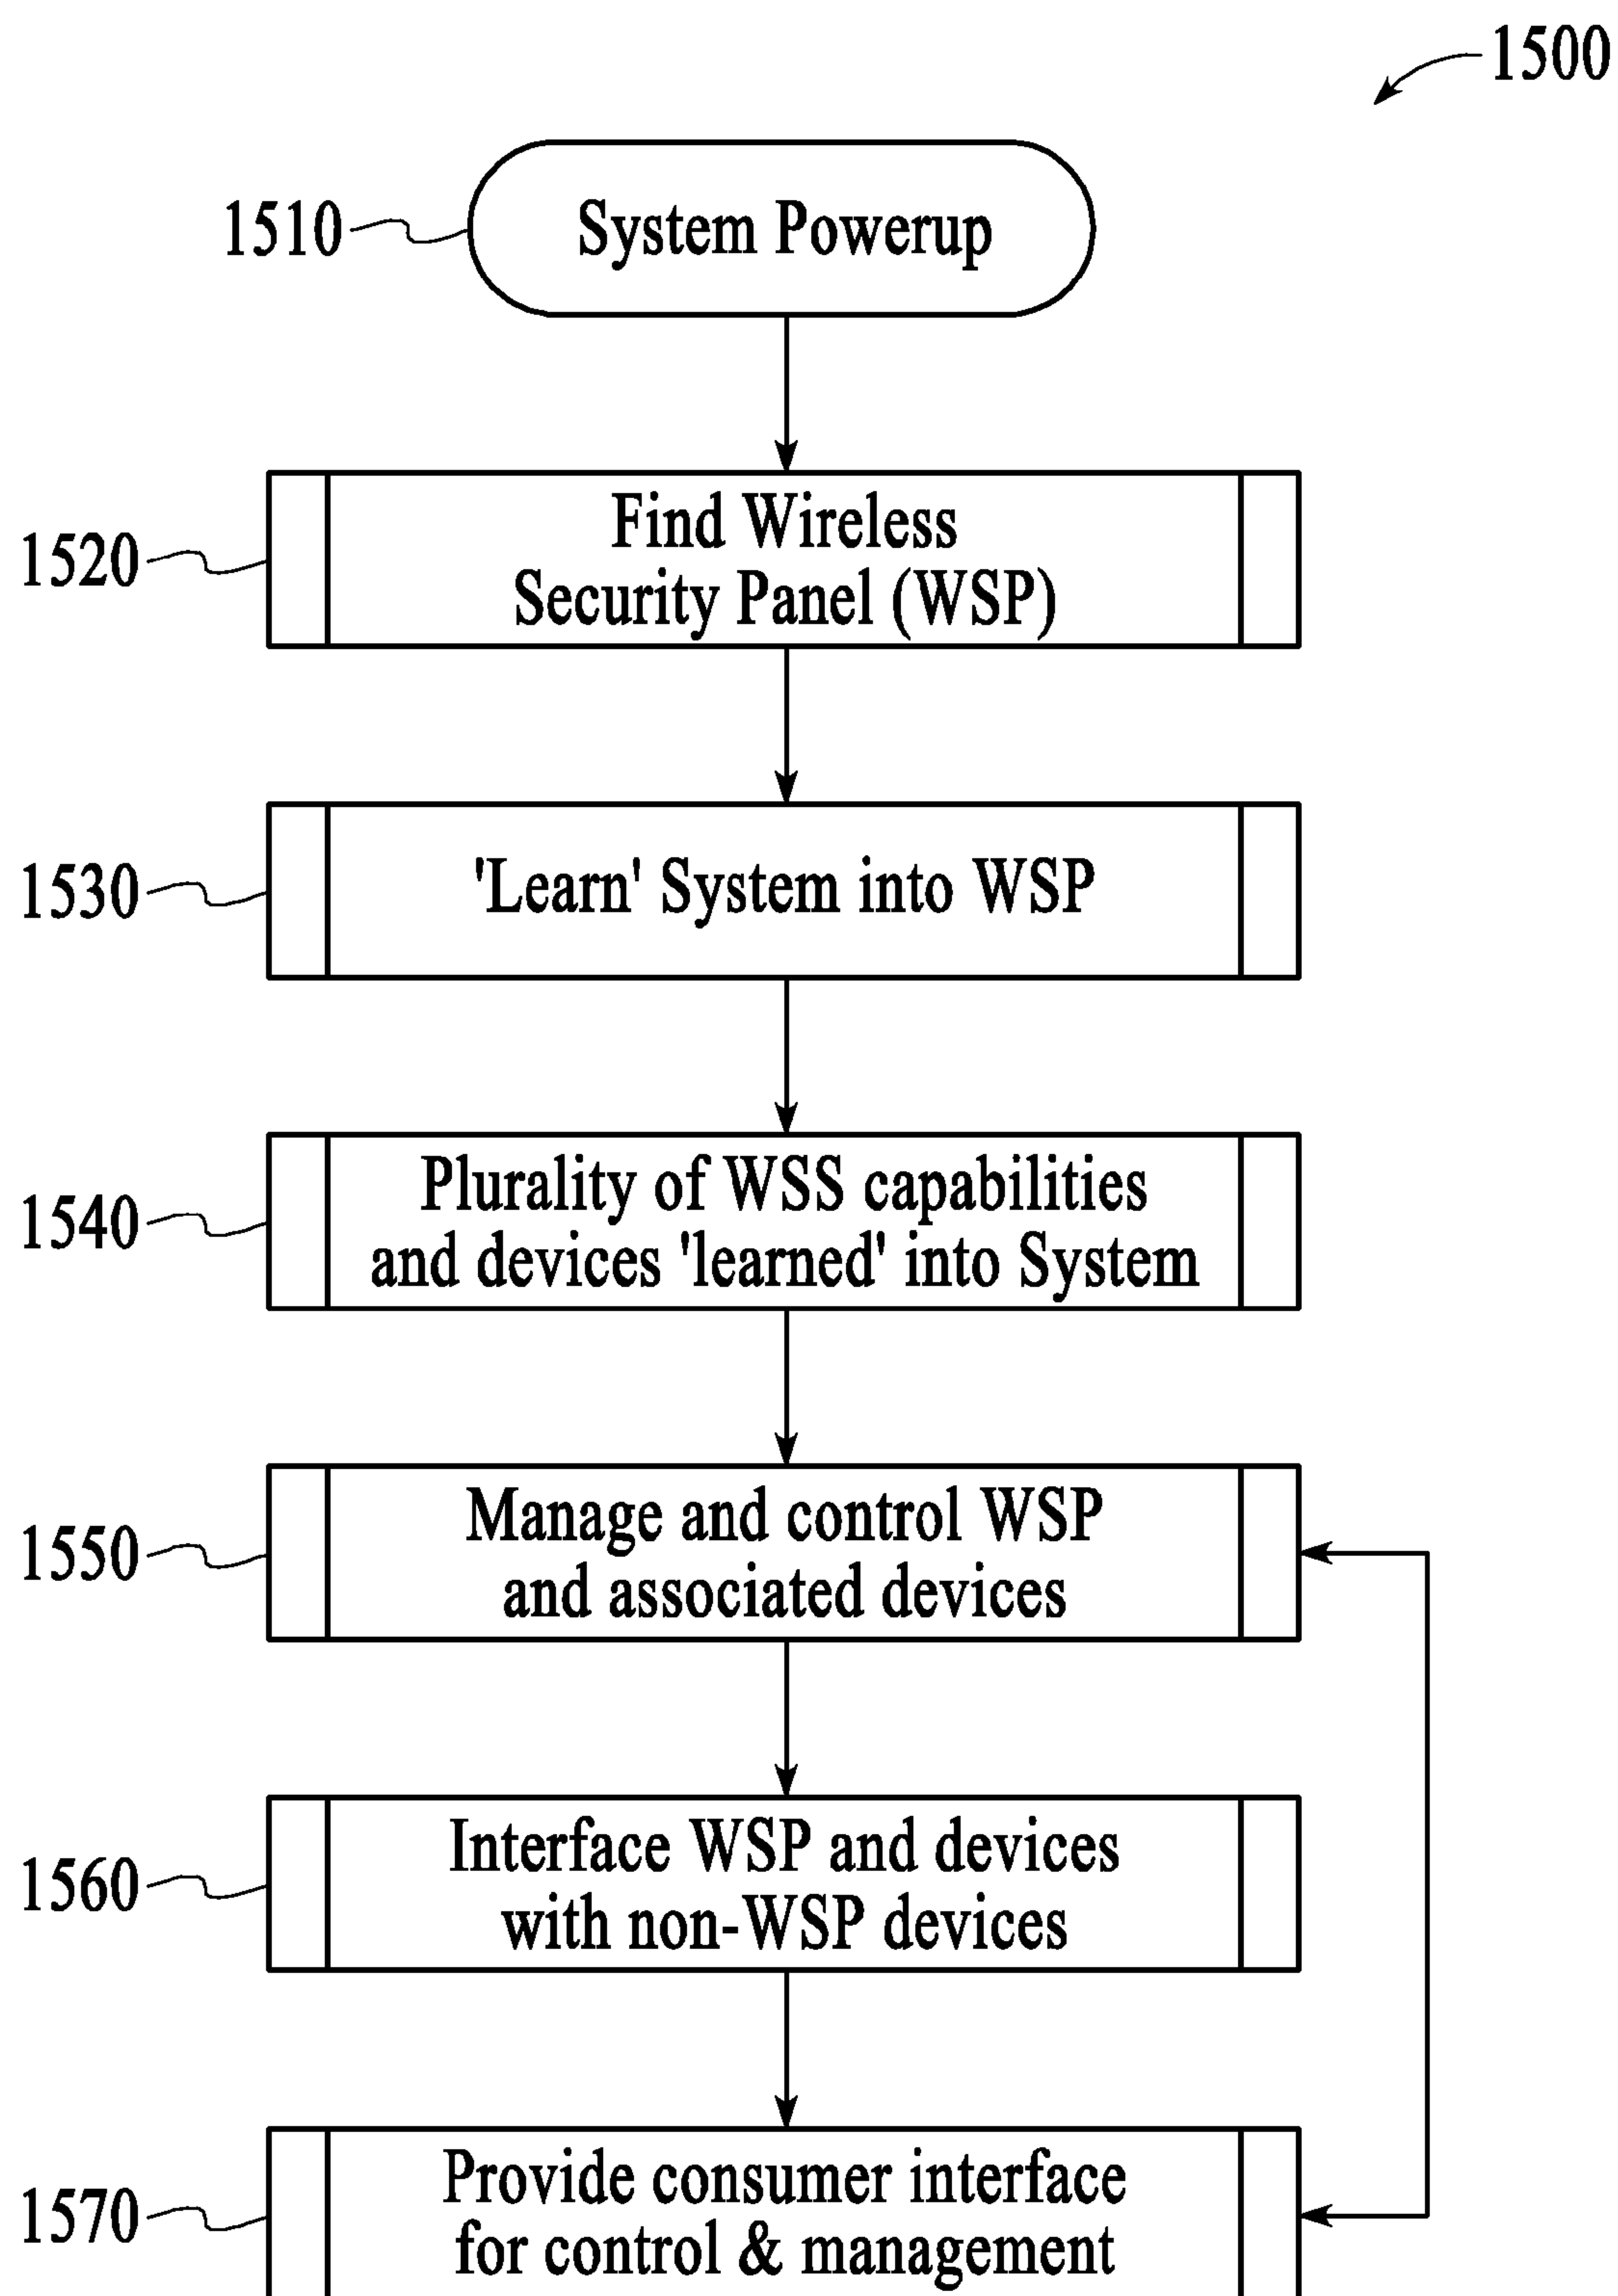 1500
1510
System Powerup
1520
Find Wireless
Security Panel (WSP)
1530
'Learn' System into WSP
1540
Plurality of WSS capabilities
and devices 'learned' into System
1550
Manage and control WSP
and associated devices
1560
Interface WSP and devices
with non-WSP devices
1570
Provide consumer interface
for control & management